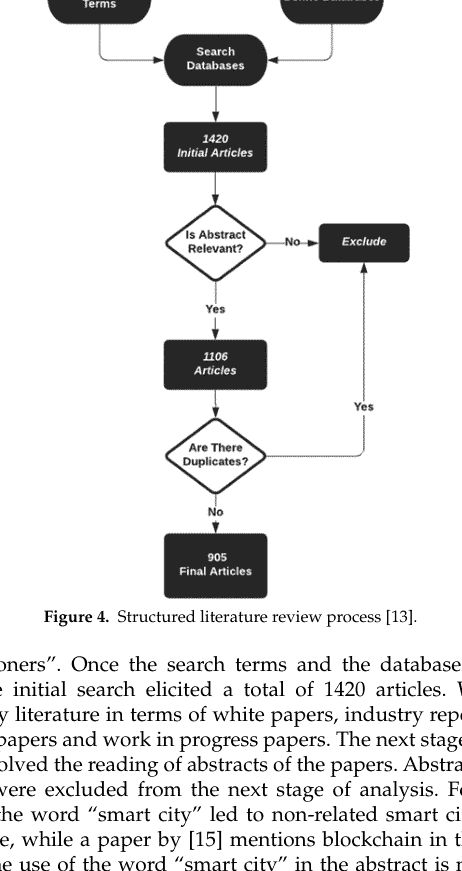 Terms
Search
Databases
1420
Initial Articles
Is Abstract
Relevant?
No
Exclude
Yes
1106
Articles
Yes
Are There
Duplicates?
No
905
Final Articles
Figure 4. Structured literature review process [13].
oners”. Once the search terms and the database
e initial search elicited a total of 1420 articles. W
y literature in terms of white papers, industry repo
papers and work in progress papers. The next stage
olved the reading of abstracts of the papers. Abstra
were excluded from the next stage of analysis. Fo
the word “smart city” led to non-related smart ci
e, while a paper by [15] mentions blockchain in t
he use of the word “smart city” in the abstract is